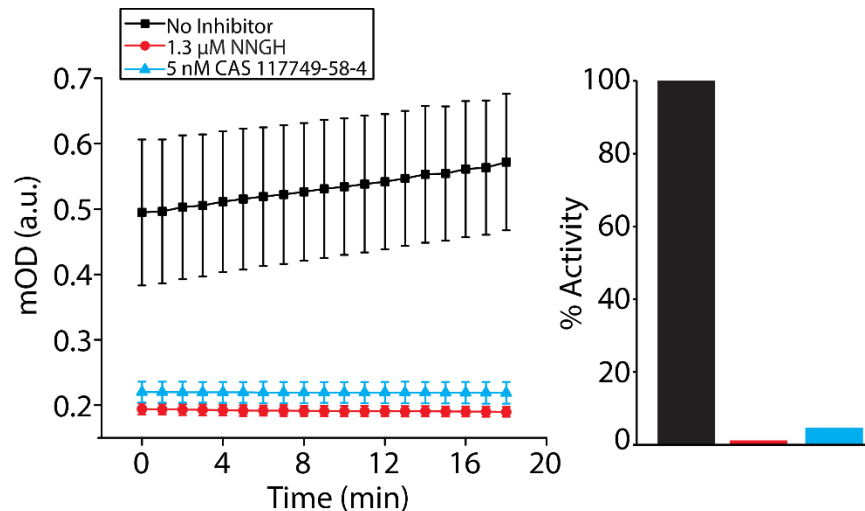 No Inhibitor
1.3 µM NNGH
5 nM CAS 117749-58-4
0.7
0.6
0.5
0.4
0.3
0.2
mOD (a.u.)
0 4 8 12 16 20
Time (min)
100
80
60
40
20
0
% Activity